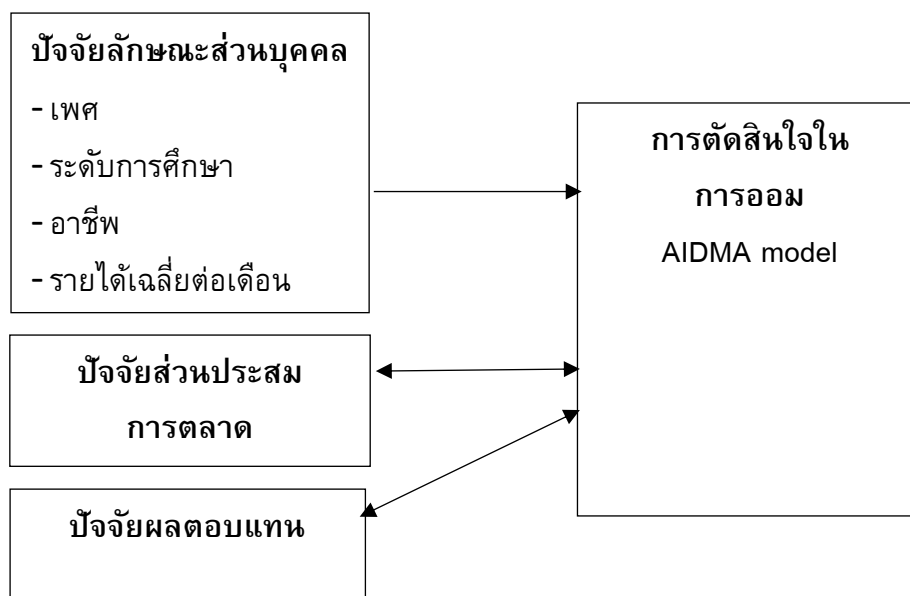 ปัจจัยลักษณะส่วนบุคคล
- เพศ
- ระดับการศึกษา
- อาชีพ
- รายได้เฉลี่ยต่อเดือน
ปัจจัยส่วนประสม
การตลาด
ปัจจัยผลตอบแทน
การตัดสินใจใน
การออม
AIDMA model